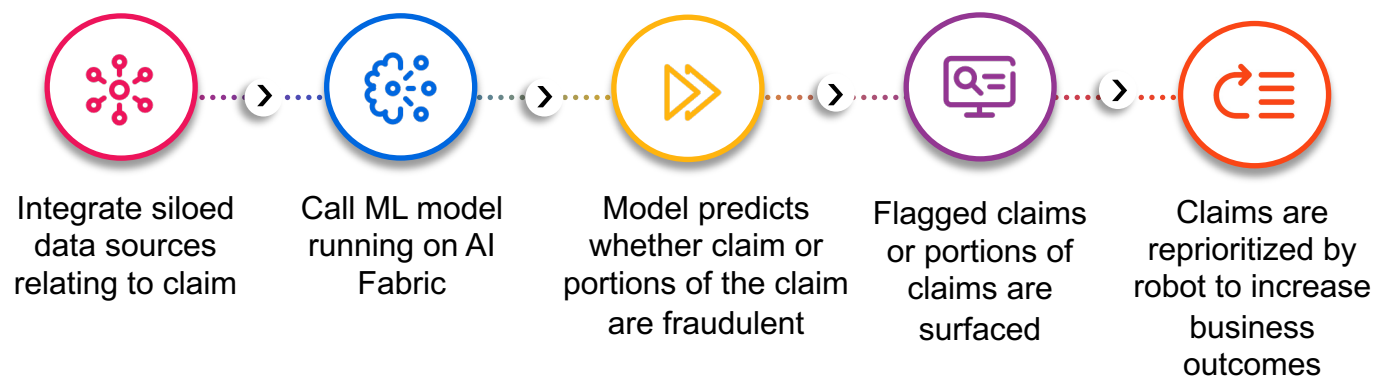 Integrate siloed
data sources
relating to claim
Call ML model
running on AI
Fabric
Model predicts
whether claim or
portions of the claim
are fraudulent
Flagged claims
or portions of
claims are
surfaced
Claims are
reprioritized by
robot to increase
business
outcomes